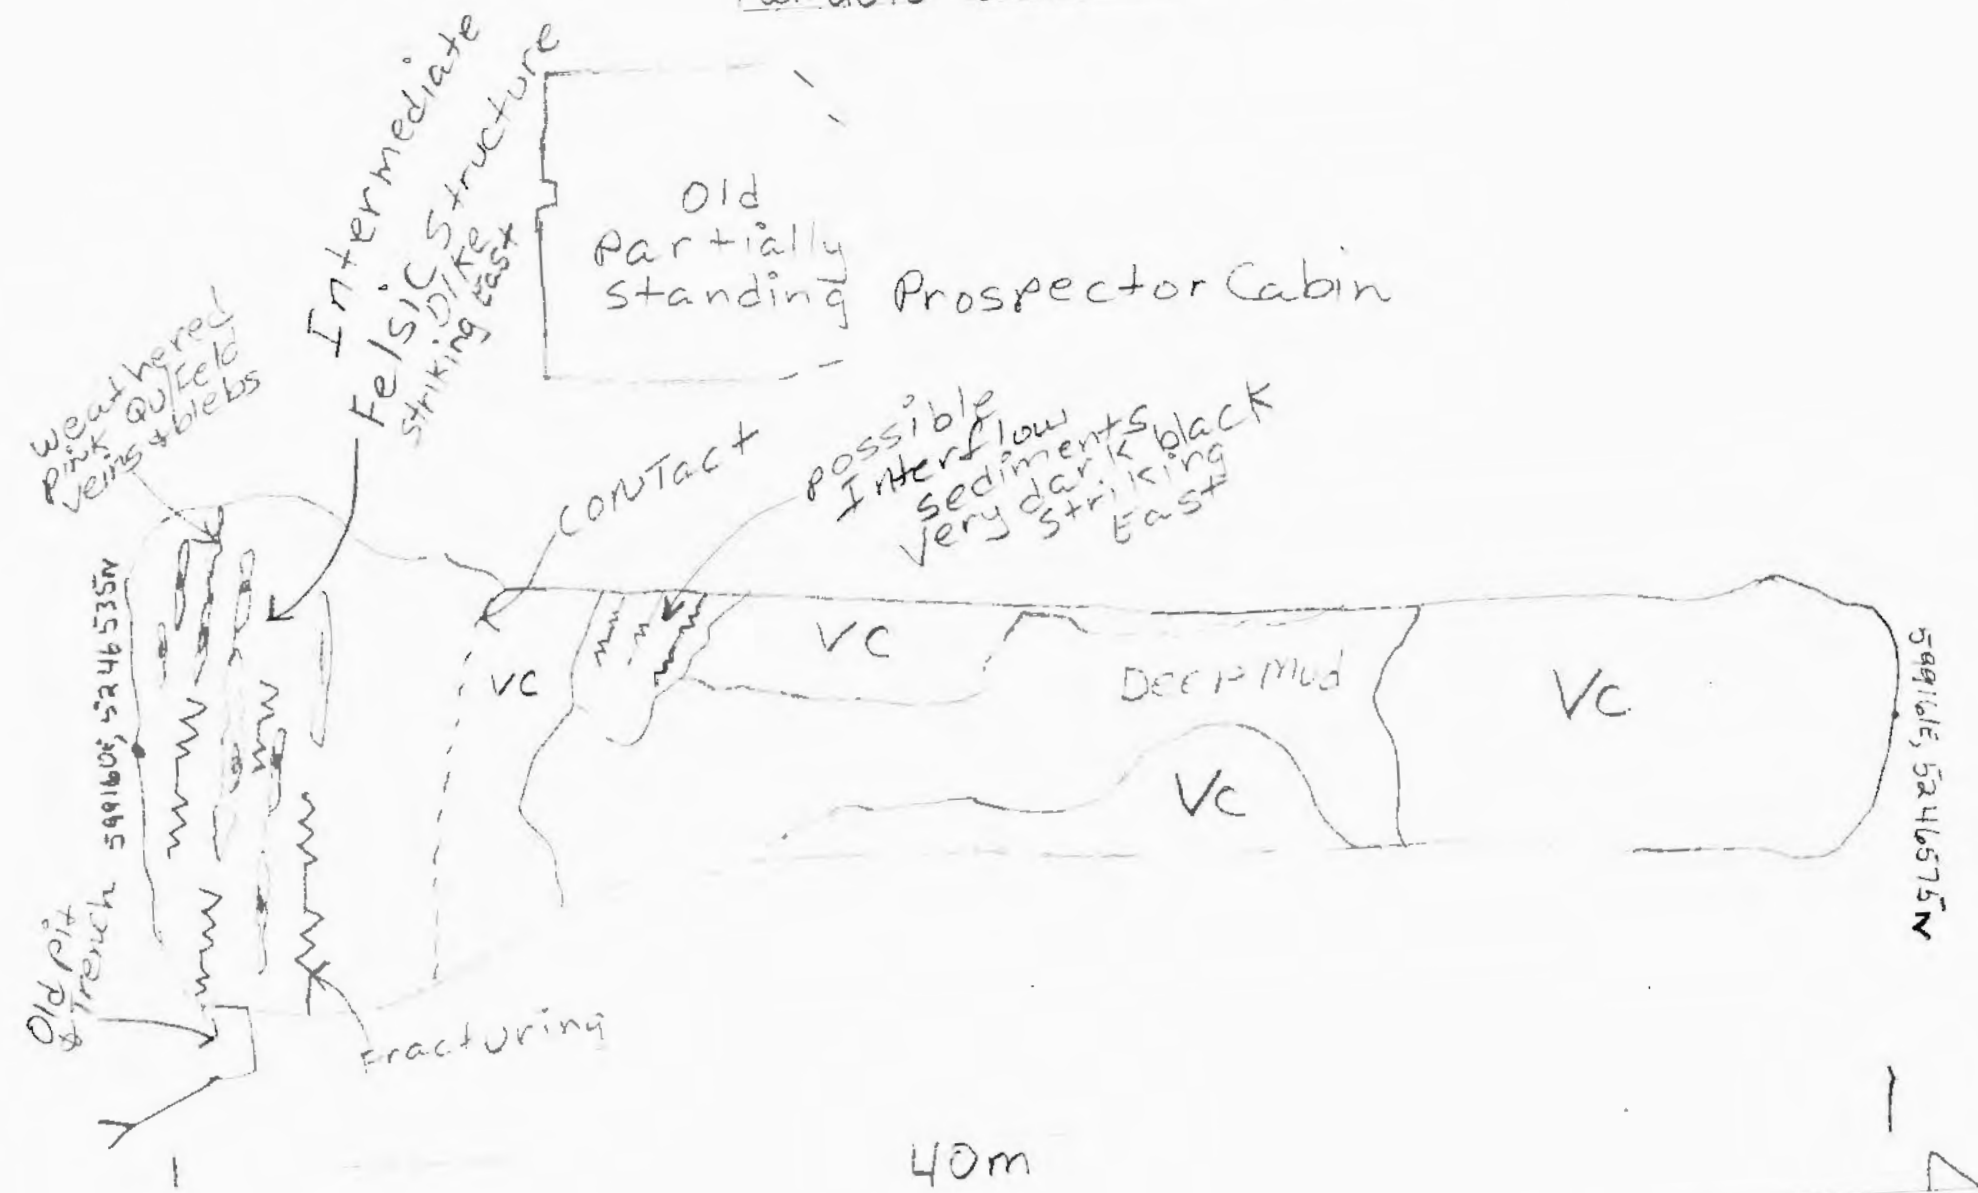 Intermediate
Felsic Structure
Dike
striking East
Old
Partially
standing
Prospector Cabin
weathered
pink QV/Feld
veins & blebs
contact
possible
Interflow
sediments
very dark black
striking
East
599160E, 5246535N
VC
VC
Deep Mud
VC
VC
599161E, 5246575N
Old Pit
& Trench
Fracturing
40m